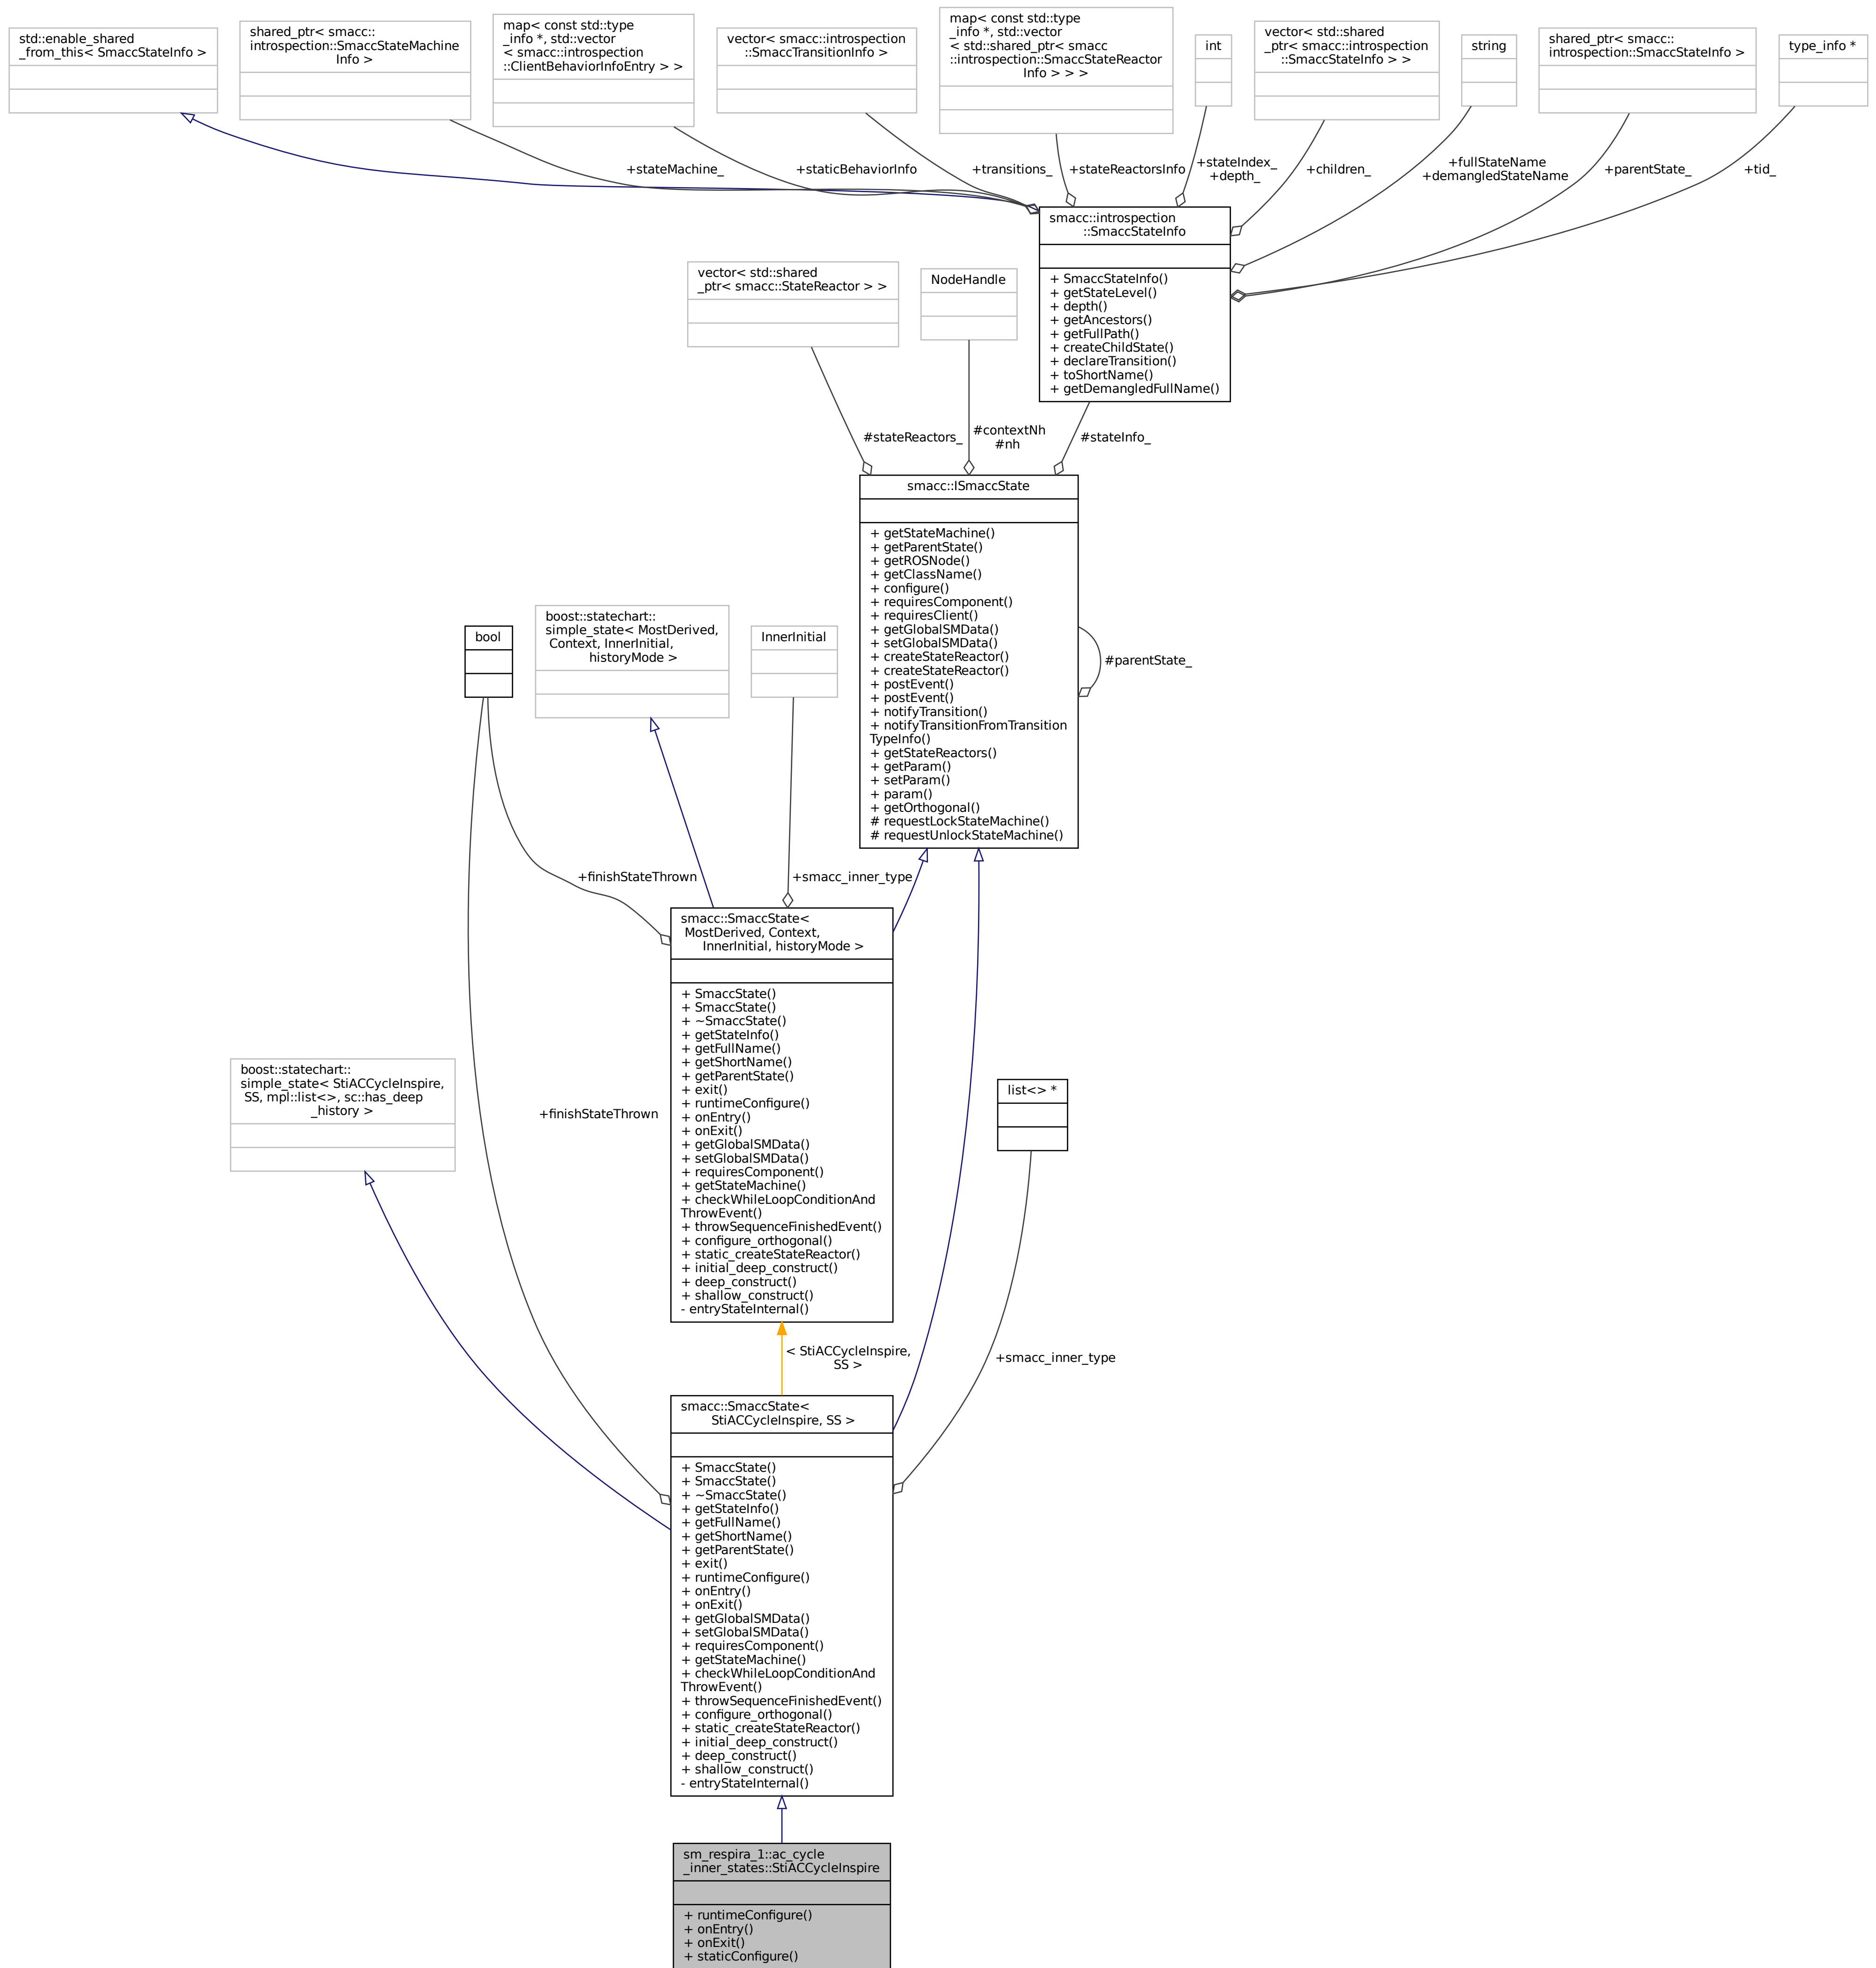 std::enable_shared
_from_this< SmaccStateInfo >
shared_ptr< smacc::
introspection::SmaccStateMachine
Info >
map< const std::type
_info *, std::vector
< smacc::introspection
::ClientBehaviorInfoEntry > >
vector< smacc::introspection
::SmaccTransitionInfo >
map< const std::type
_info *, std::vector
< std::shared_ptr< smacc
::introspection::SmaccStateReactor
Info > > >
int
vector< std::shared
_ptr< smacc::introspection
::SmaccStateInfo > >
string
shared_ptr< smacc::
introspection::SmaccStateInfo >
type_info *
+stateMachine_
+staticBehaviorInfo
+transitions_
+stateReactorsInfo
+stateIndex_
+depth_
+children_
+fullStateName
+demangledStateName
+parentState_
+tid_
smacc::introspection
::SmaccStateInfo
+ SmaccStateInfo()
+ getStateLevel()
+ depth()
+ getAncestors()
+ getFullPath()
+ createChildState()
+ declareTransition()
+ toShortName()
+ getDemangledFullName()
vector< std::shared
_ptr< smacc::StateReactor > >
NodeHandle
#stateReactors_
#contextNh
#nh
#stateInfo_
smacc::ISmaccState
+ getStateMachine()
+ getParentState()
+ getROSNode()
+ getClassName()
+ configure()
+ requiresComponent()
+ requiresClient()
+ getGlobalSMData()
+ setGlobalSMData()
+ createStateReactor()
+ createStateReactor()
+ postEvent()
+ postEvent()
+ notifyTransition()
+ notifyTransitionFromTransition
TypeInfo()
+ getStateReactors()
+ getParam()
+ setParam()
+ param()
+ getOrthogonal()
# requestLockStateMachine()
# requestUnlockStateMachine()
#parentState_
bool
boost::statechart::
simple_state< MostDerived,
Context, InnerInitial,
historyMode >
InnerInitial
+finishStateThrown
+smacc_inner_type
smacc::SmaccState<
MostDerived, Context,
InnerInitial, historyMode >
+ SmaccState()
+ SmaccState()
+ ~SmaccState()
+ getStateInfo()
+ getFullName()
+ getShortName()
+ getParentState()
+ exit()
+ runtimeConfigure()
+ onEntry()
+ onExit()
+ getGlobalSMData()
+ setGlobalSMData()
+ requiresComponent()
+ getStateMachine()
+ checkWhileLoopConditionAnd
ThrowEvent()
+ throwSequenceFinishedEvent()
+ configure_orthogonal()
+ static_createStateReactor()
+ initial_deep_construct()
+ deep_construct()
+ shallow_construct()
- entryStateInternal()
boost::statechart::
simple_state< StiACCycleInspire,
SS, mpl::list<>, sc::has_deep
_history >
+finishStateThrown
list<> *
< StiACCycleInspire,
SS >
+smacc_inner_type
smacc::SmaccState<
StiACCycleInspire, SS >
+ SmaccState()
+ SmaccState()
+ ~SmaccState()
+ getStateInfo()
+ getFullName()
+ getShortName()
+ getParentState()
+ exit()
+ runtimeConfigure()
+ onEntry()
+ onExit()
+ getGlobalSMData()
+ setGlobalSMData()
+ requiresComponent()
+ getStateMachine()
+ checkWhileLoopConditionAnd
ThrowEvent()
+ throwSequenceFinishedEvent()
+ configure_orthogonal()
+ static_createStateReactor()
+ initial_deep_construct()
+ deep_construct()
+ shallow_construct()
- entryStateInternal()
sm_respira_1::ac_cycle
_inner_states::StiACCycleInspire
+ runtimeConfigure()
+ onEntry()
+ onExit()
+ staticConfigure()